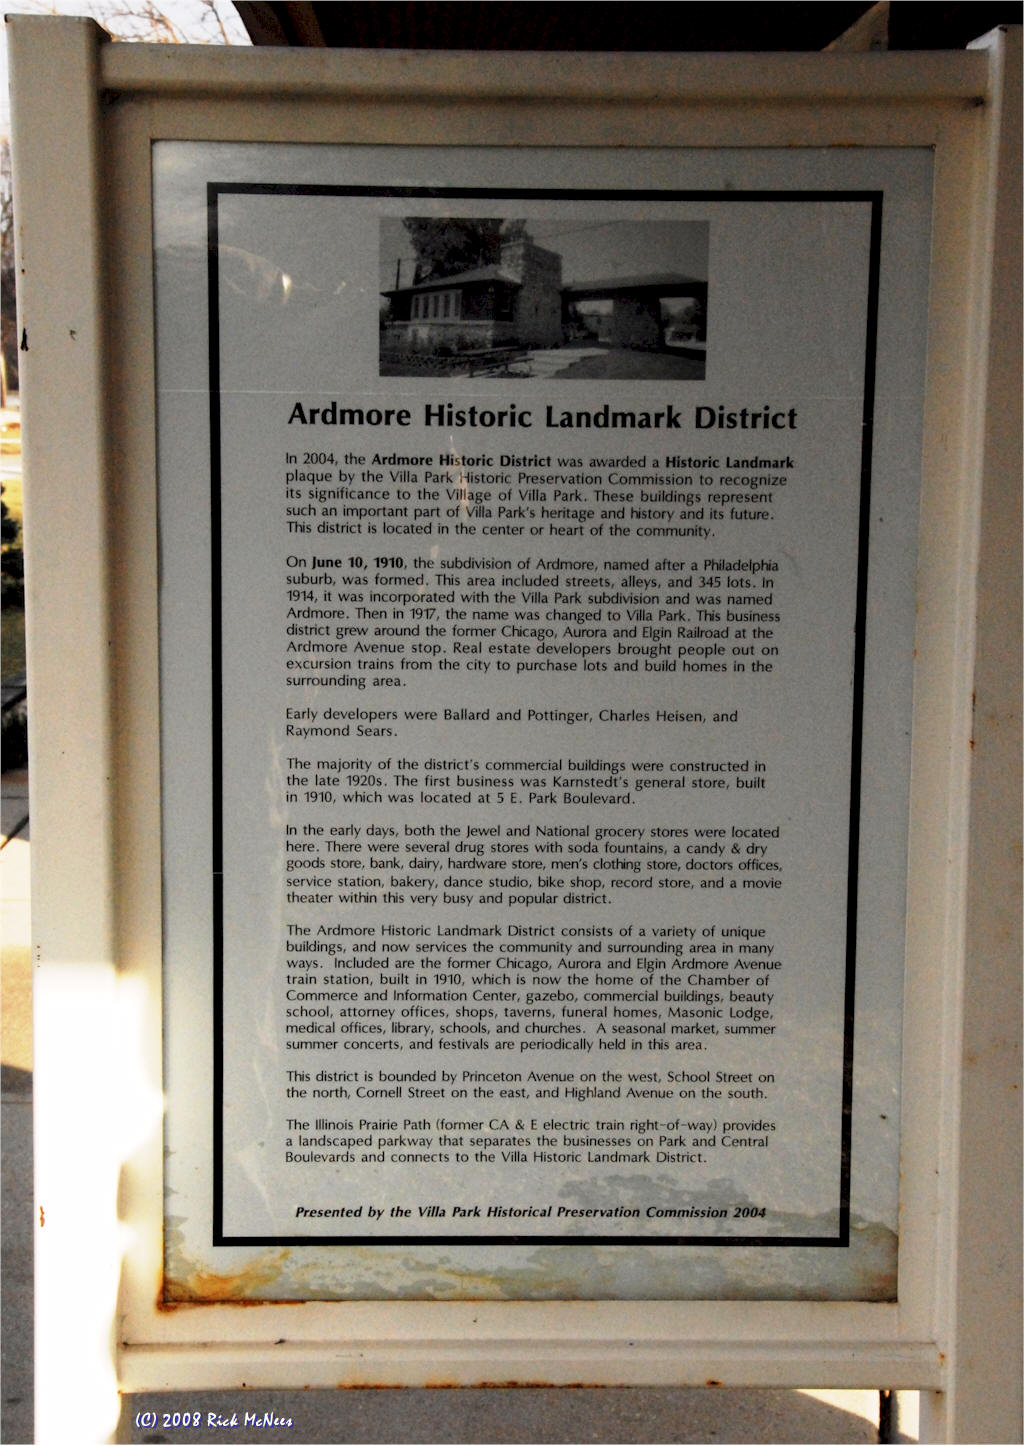 Ardmore Historic Landmark District
In 2004, the Ardmore Historic District was awarded a Historic Landmark
plaque by the Villa Park Historic Preservation Commission to recognize
its significance to the Village of Villa Park. These buildings represent
such an important part of Villa Park's heritage and history and its future.
This district is located in the center or heart of the community.
On June 10, 1910, the subdivision of Ardmore, named after a Philadelphia
suburb, was formed. This area included streets, alleys, and 345 lots. In
1914, it was incorporated with the Villa Park subdivision and was named
Ardmore. Then in 1917, the name was changed to Villa Park. This business
district grew around the former Chicago, Aurora and Elgin Railroad at the
Ardmore Avenue stop. Real estate developers brought people out on
excursion trains from the city to purchase lots and build homes in the
surrounding area.
Early developers were Ballard and Pottinger, Charles Heisen, and
Raymond Sears.
The majority of the district's commercial buildings were constructed in
the late 1920s. The first business was Karnstedt's general store, built
in 1910, which was located at 5 E. Park Boulevard.
In the early days, both the Jewel and National grocery stores were located
here. There were several drug stores with soda fountains, a candy & dry
goods store, bank, dairy, hardware store, men's clothing store, doctors offices,
service station, bakery, dance studio, bike shop, record store, and a movie
theater within this very busy and popular district.
The Ardmore Historic Landmark District consists of a variety of unique
buildings, and now services the community and surrounding area in many
ways. Included are the former Chicago, Aurora and Elgin Ardmore Avenue
train station, built in 1910, which is now the home of the Chamber of
Commerce and Information Center, gazebo, commercial buildings, beauty
school, attorney offices, shops, taverns, funeral homes, Masonic Lodge,
medical offices, library, schools, and churches. A seasonal market, summer
summer concerts, and festivals are periodically held in this area.
This district is bounded by Princeton Avenue on the west, School Street on
the north, Cornell Street on the east, and Highland Avenue on the south.
The Illinois Prairie Path (former CA & E electric train right-of-way) provides
a landscaped parkway that separates the businesses on Park and Central
Boulevards and connects to the Villa Historic Landmark District.
Presented by the Villa Park Historical Preservation Commission 2004
(C) 2008 Rick McNees